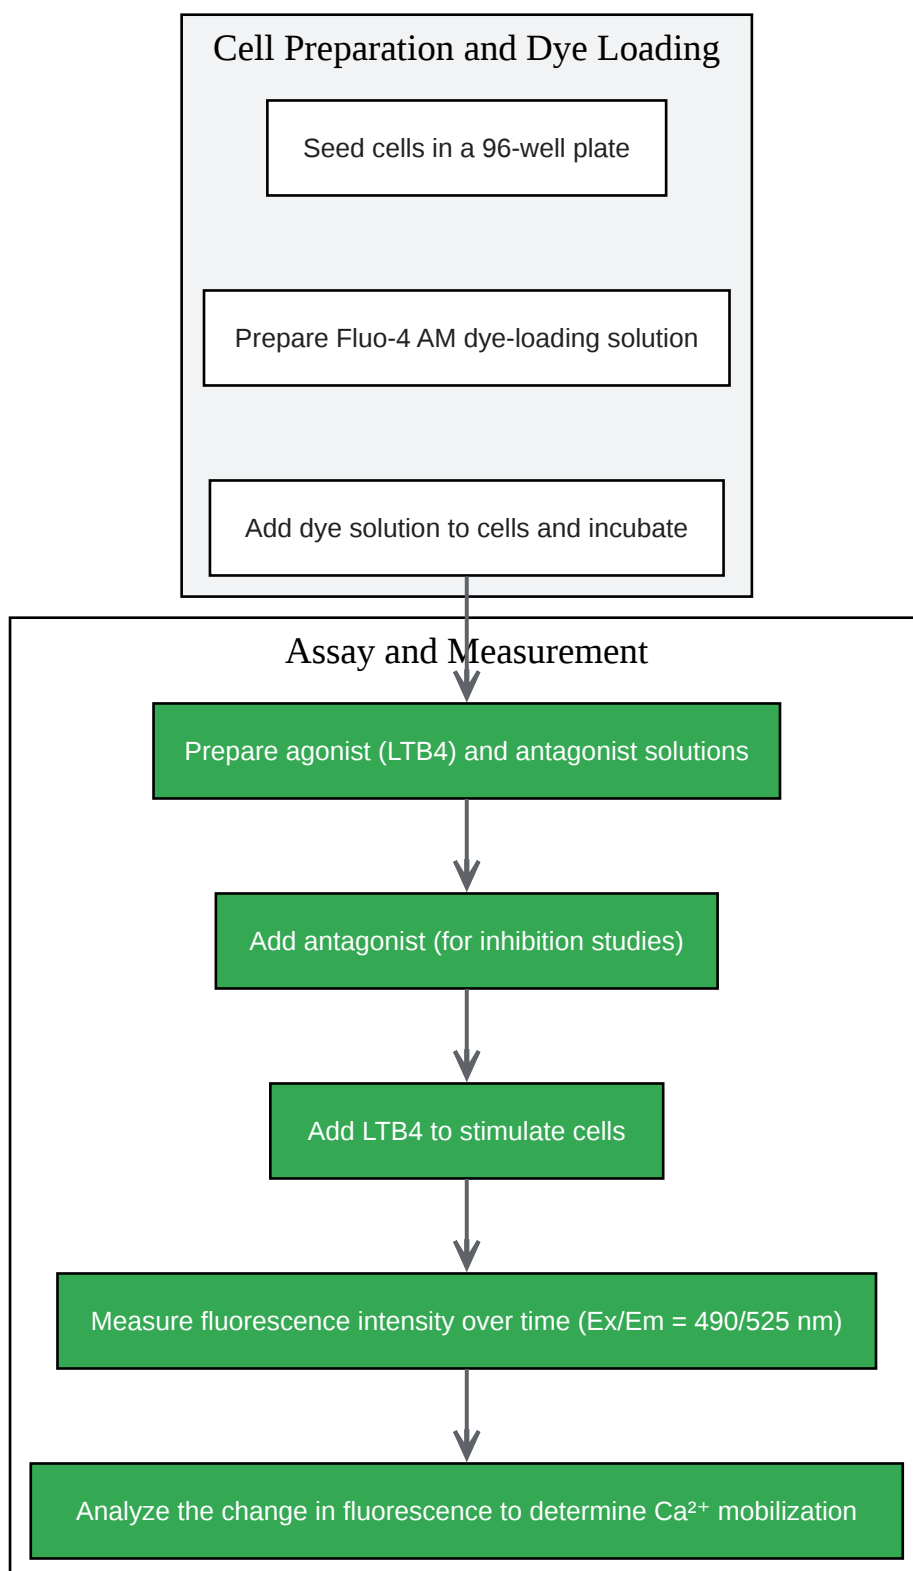 Cell Preparation and Dye Loading
Seed cells in a 96-well plate
Prepare Fluo-4 AM dye-loading solution
Add dye solution to cells and incubate
Assay and Measurement
Prepare agonist (LTB4) and antagonist solutions
Add antagonist (for inhibition studies)
Add LTB4 to stimulate cells
Measure fluorescence intensity over time (Ex/Em = 490/525 nm)
Analyze the change in fluorescence to determine Ca²⁺ mobilization